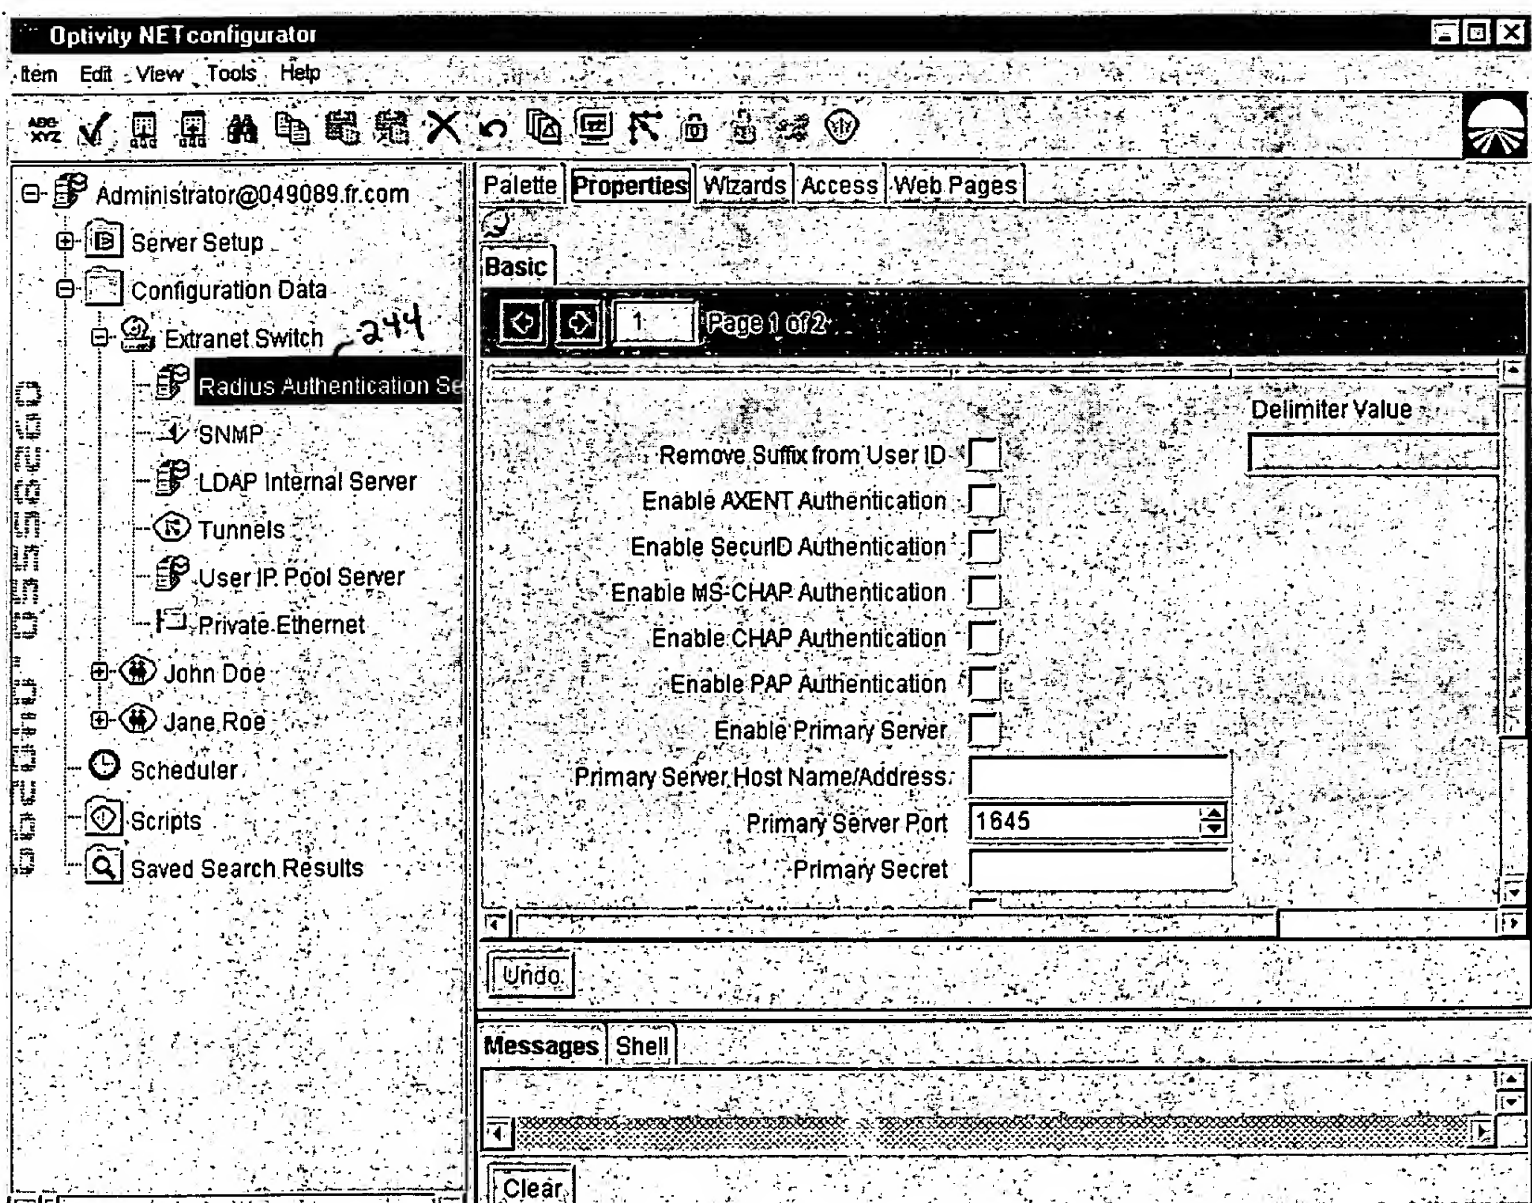 Optivity NETconfigurator
Item Edit View Tools Help
ABC
XYZ
Administrator@049089.fr.com
Server Setup
Configuration Data
Extranet Switch
244
Radius Authentication Se
SNMP
LDAP Internal Server
Tunnels
User IP Pool Server
Private Ethernet
John Doe
Jane Roe
Scheduler
Scripts
Saved Search Results
Palette Properties Wizards Access Web Pages
Basic
1 Page 1 of 2
Delimiter Value
Remove Suffix from User ID
Enable AXENT Authentication
Enable SecurID Authentication
Enable MS-CHAP Authentication
Enable CHAP Authentication
Enable PAP Authentication
Enable Primary Server
Primary Server Host Name/Address
Primary Server Port 1645
Primary Secret
Undo
Messages Shell
Clear